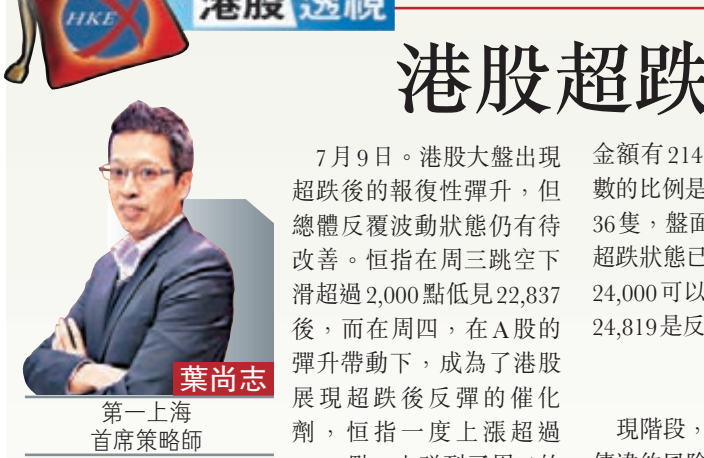 HKE
港股 透視
港股超跌
葉尚志
第一上海
首席策略師
7月9日。港股大盤出現
超跌後的報復性彈升，但
總體反覆波動狀態仍有待
改善。恒指在周三跳空下
滑超過2,000點低見22,837
後，而在周四，在A股的
彈升帶動下，成為了港股
展現超跌後反彈的催化
劑，恒指一度上漲超過
金額有214
數的比例是
36隻，盤面
超跌狀態已
24,000可以
24,819是反
現階段，